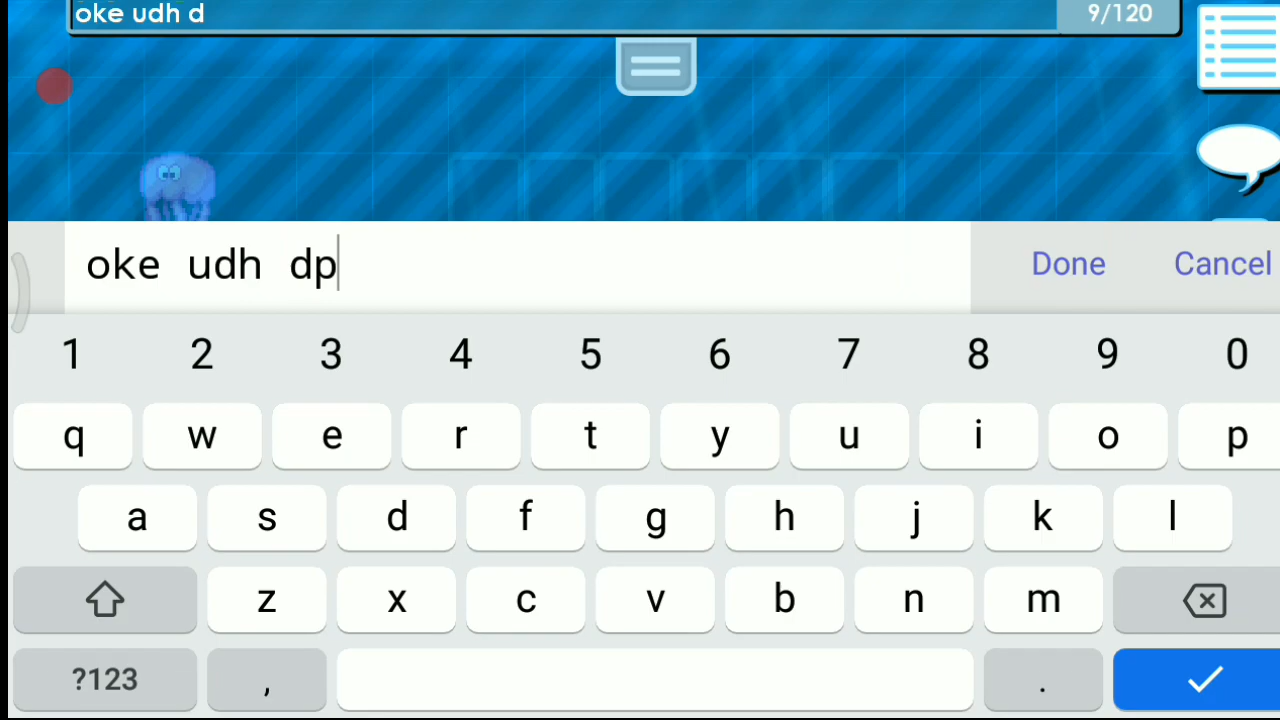 oke udh d 9/120
oke udh dp Done Cancel
1 2 3 4 5 6 7 8 9 0
q w e r t y u i o p
a s d f g h j k l
z x c v b n m
?123 , .